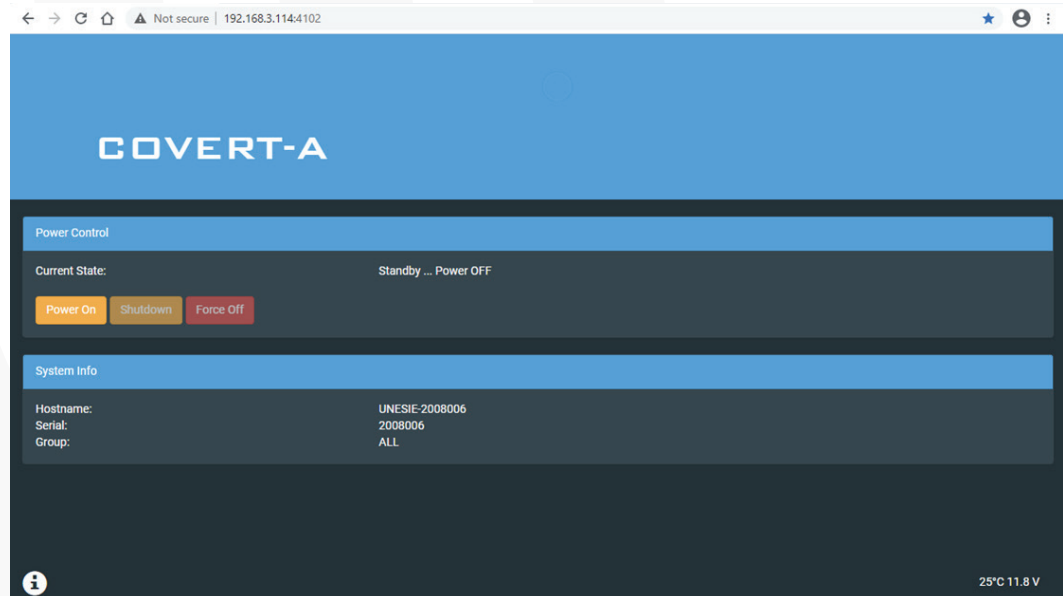 Not secure | 192.168.3.114:4102
COVERT-A
Power Control
Current State: Standby ... Power OFF
Power On Shutdown Force Off
System Info
Hostname: UNESIE-2008006
Serial: 2008006
Group: ALL
25°C 11.8 V